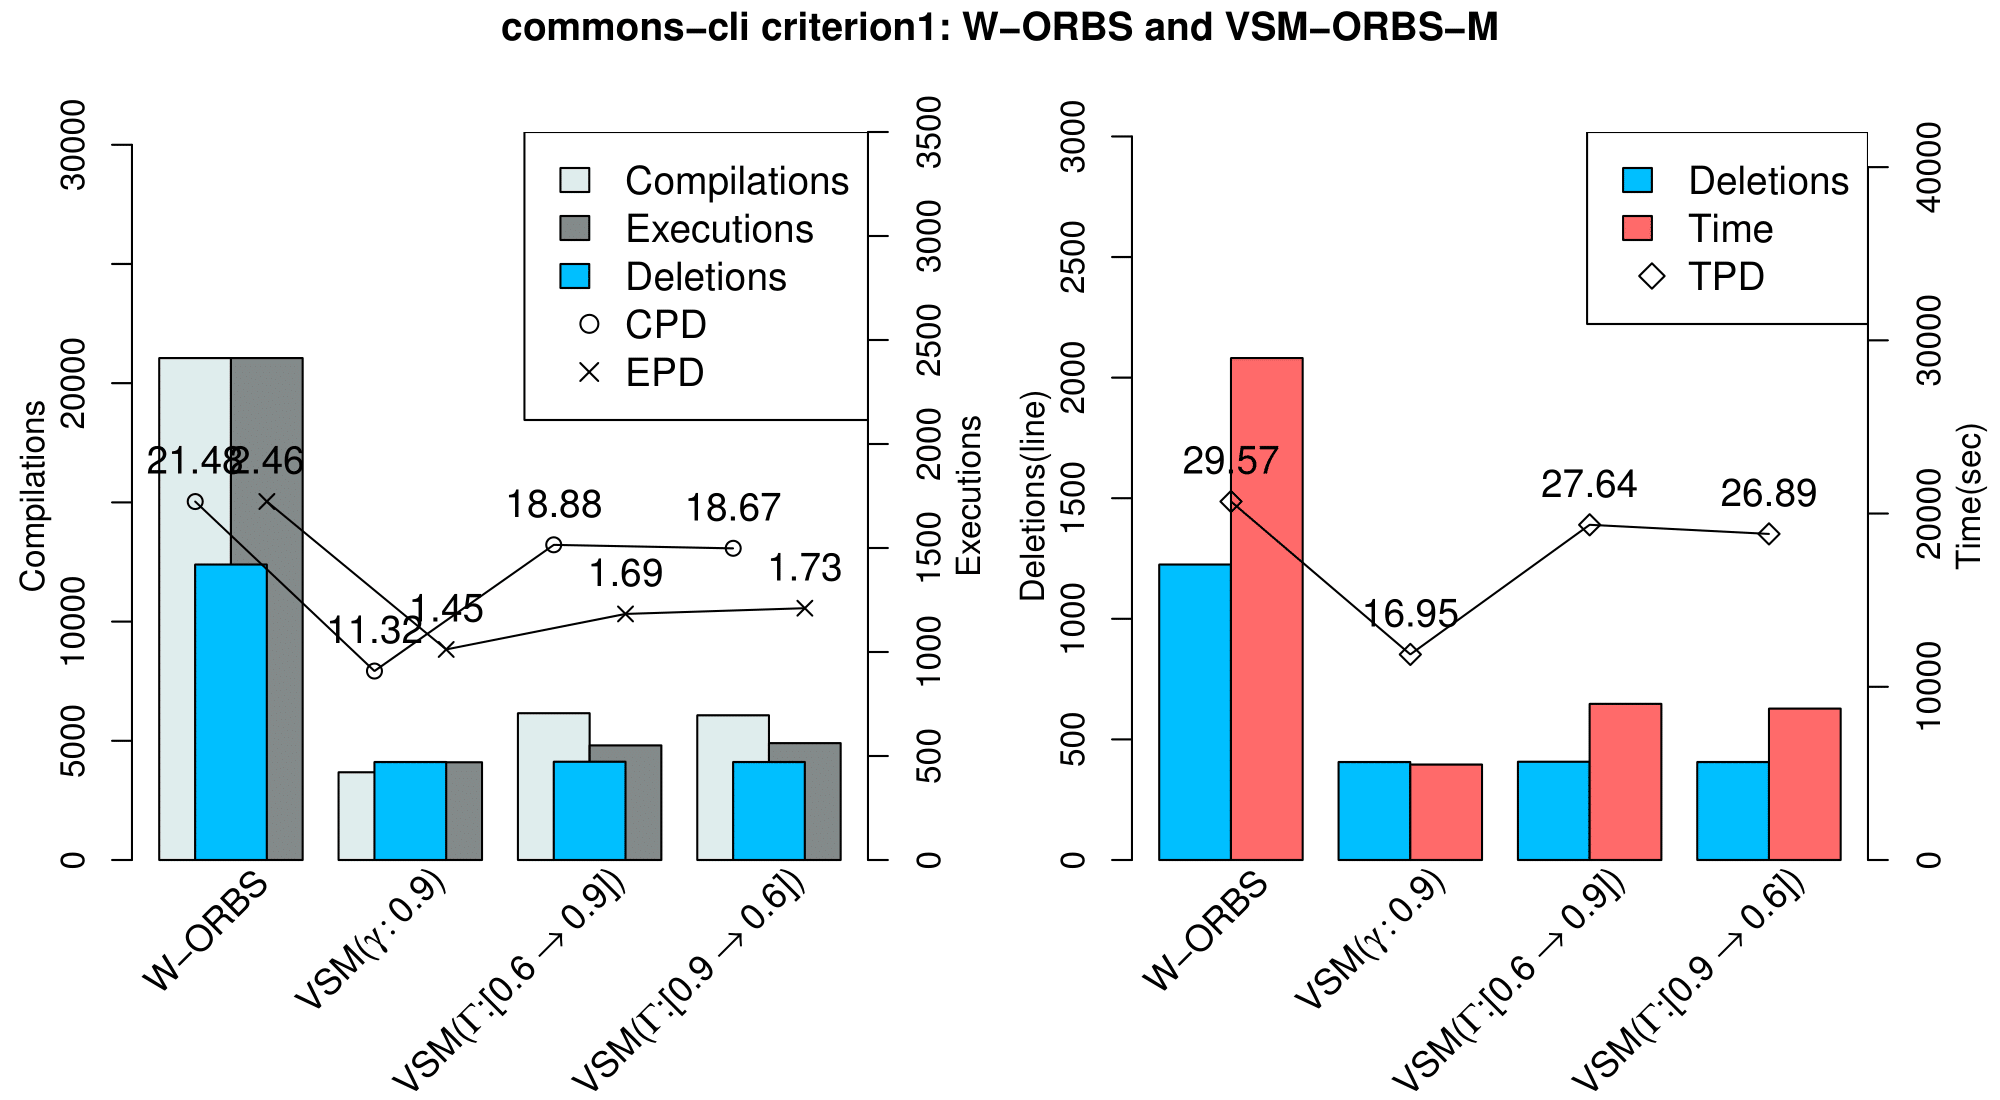 commons−cli criterion1: W−ORBS and VSM−ORBS−M
Compilations
0
5000
10000
20000
30000
Compilations
Executions
Deletions
CPD
EPD
21.48
2.46
11.32
1.45
18.88
1.69
18.67
1.73
0
500
1000
1500
2000
2500
3000
3500
Executions
W−ORBS
VSM(γ: 0.9)
VSM(Γ:[0.6 → 0.9])
VSM(Γ:[0.9 → 0.6])
Deletions(line)
0
500
1000
1500
2000
2500
3000
Deletions
Time
TPD
29.57
16.95
27.64
26.89
0
10000
20000
30000
40000
Time(sec)
W−ORBS
VSM(γ: 0.9)
VSM(Γ:[0.6 → 0.9])
VSM(Γ:[0.9 → 0.6])